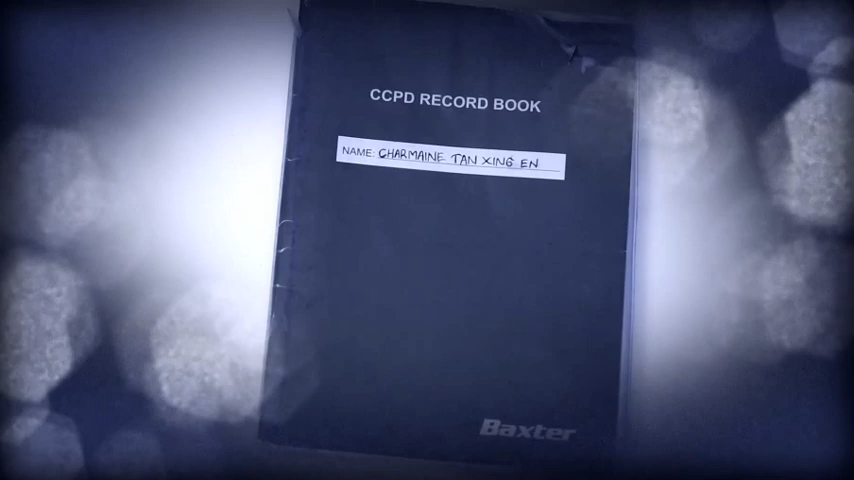 CCPD RECORD BOOK
NAME: CHARMAINE TAN XING EN
Baxter